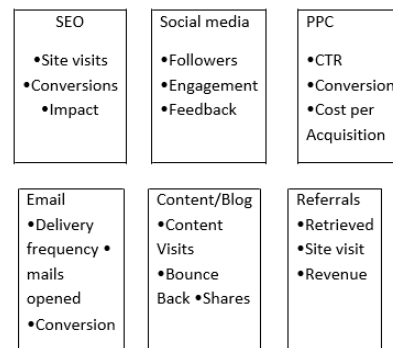 SEO
•Site visits
•Conversions
•Impact
Social media
•Followers
•Engagement
•Feedback
PPC
•CTR
•Conversion
•Cost per
Acquisition
Email
•Delivery
frequency •
mails
opened
•Conversion
Content/Blog
•Content
Visits
•Bounce
Back •Shares
Referrals
•Retrieved
•Site visit
•Revenue